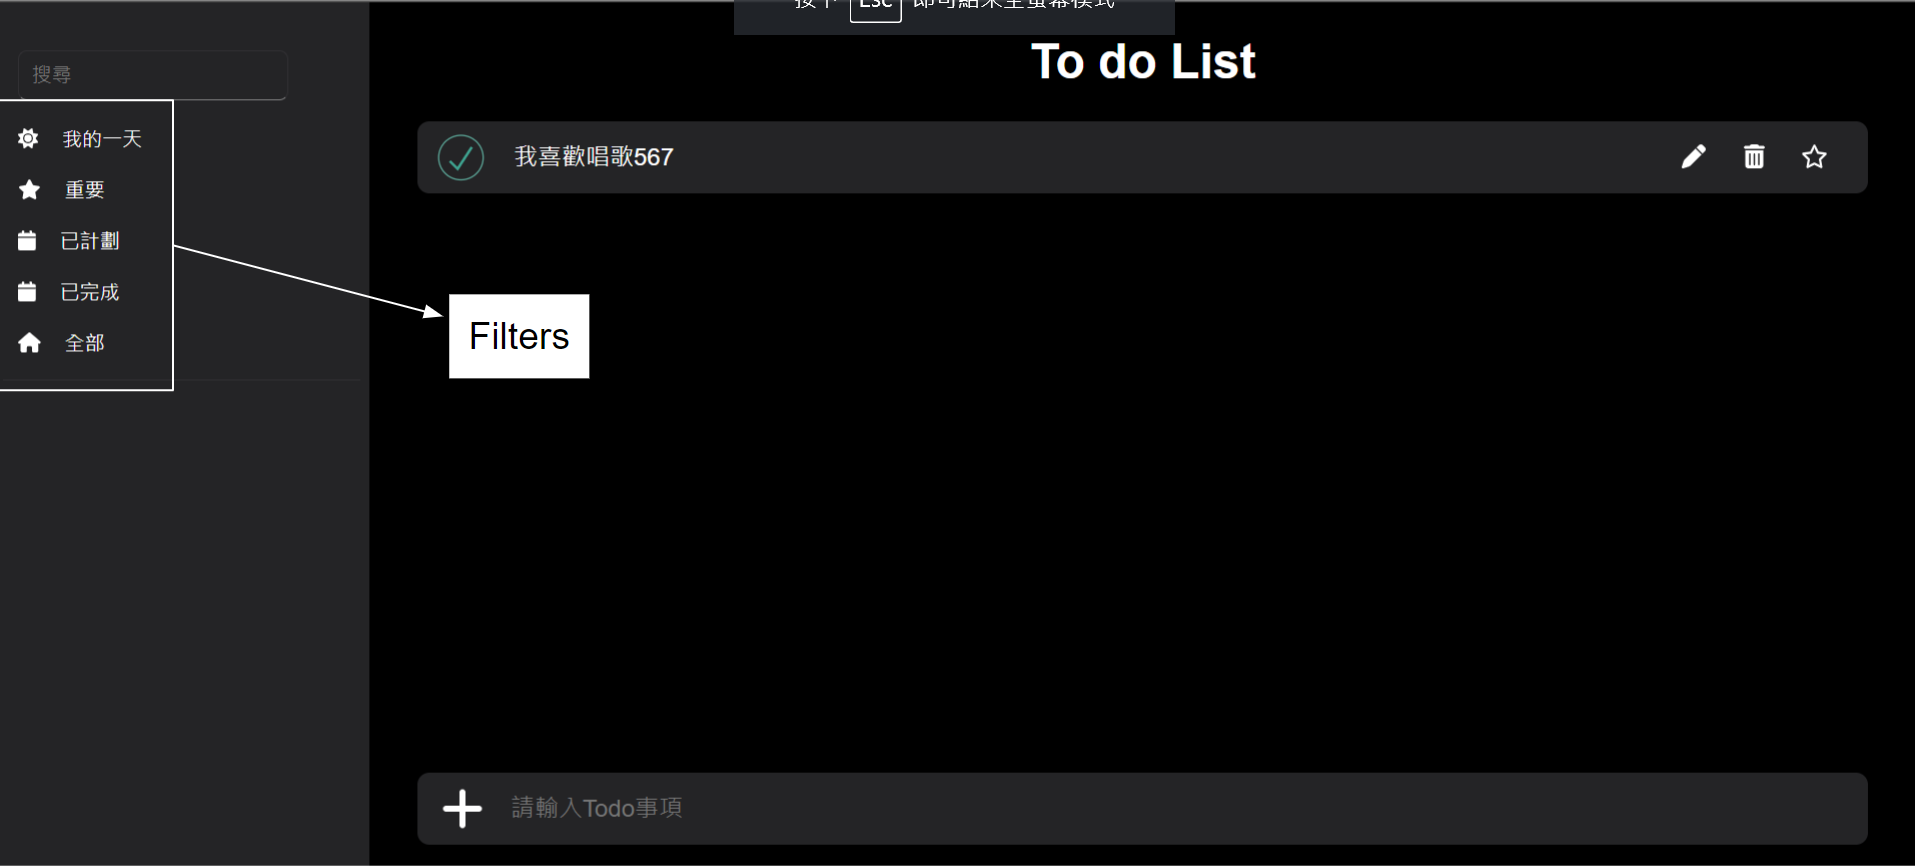 按下 Esc 即可結束全螢幕模式
搜尋
我的一天
重要
已計劃
已完成
全部
To do List
我喜歡唱歌567
Filters
請輸入Todo事項